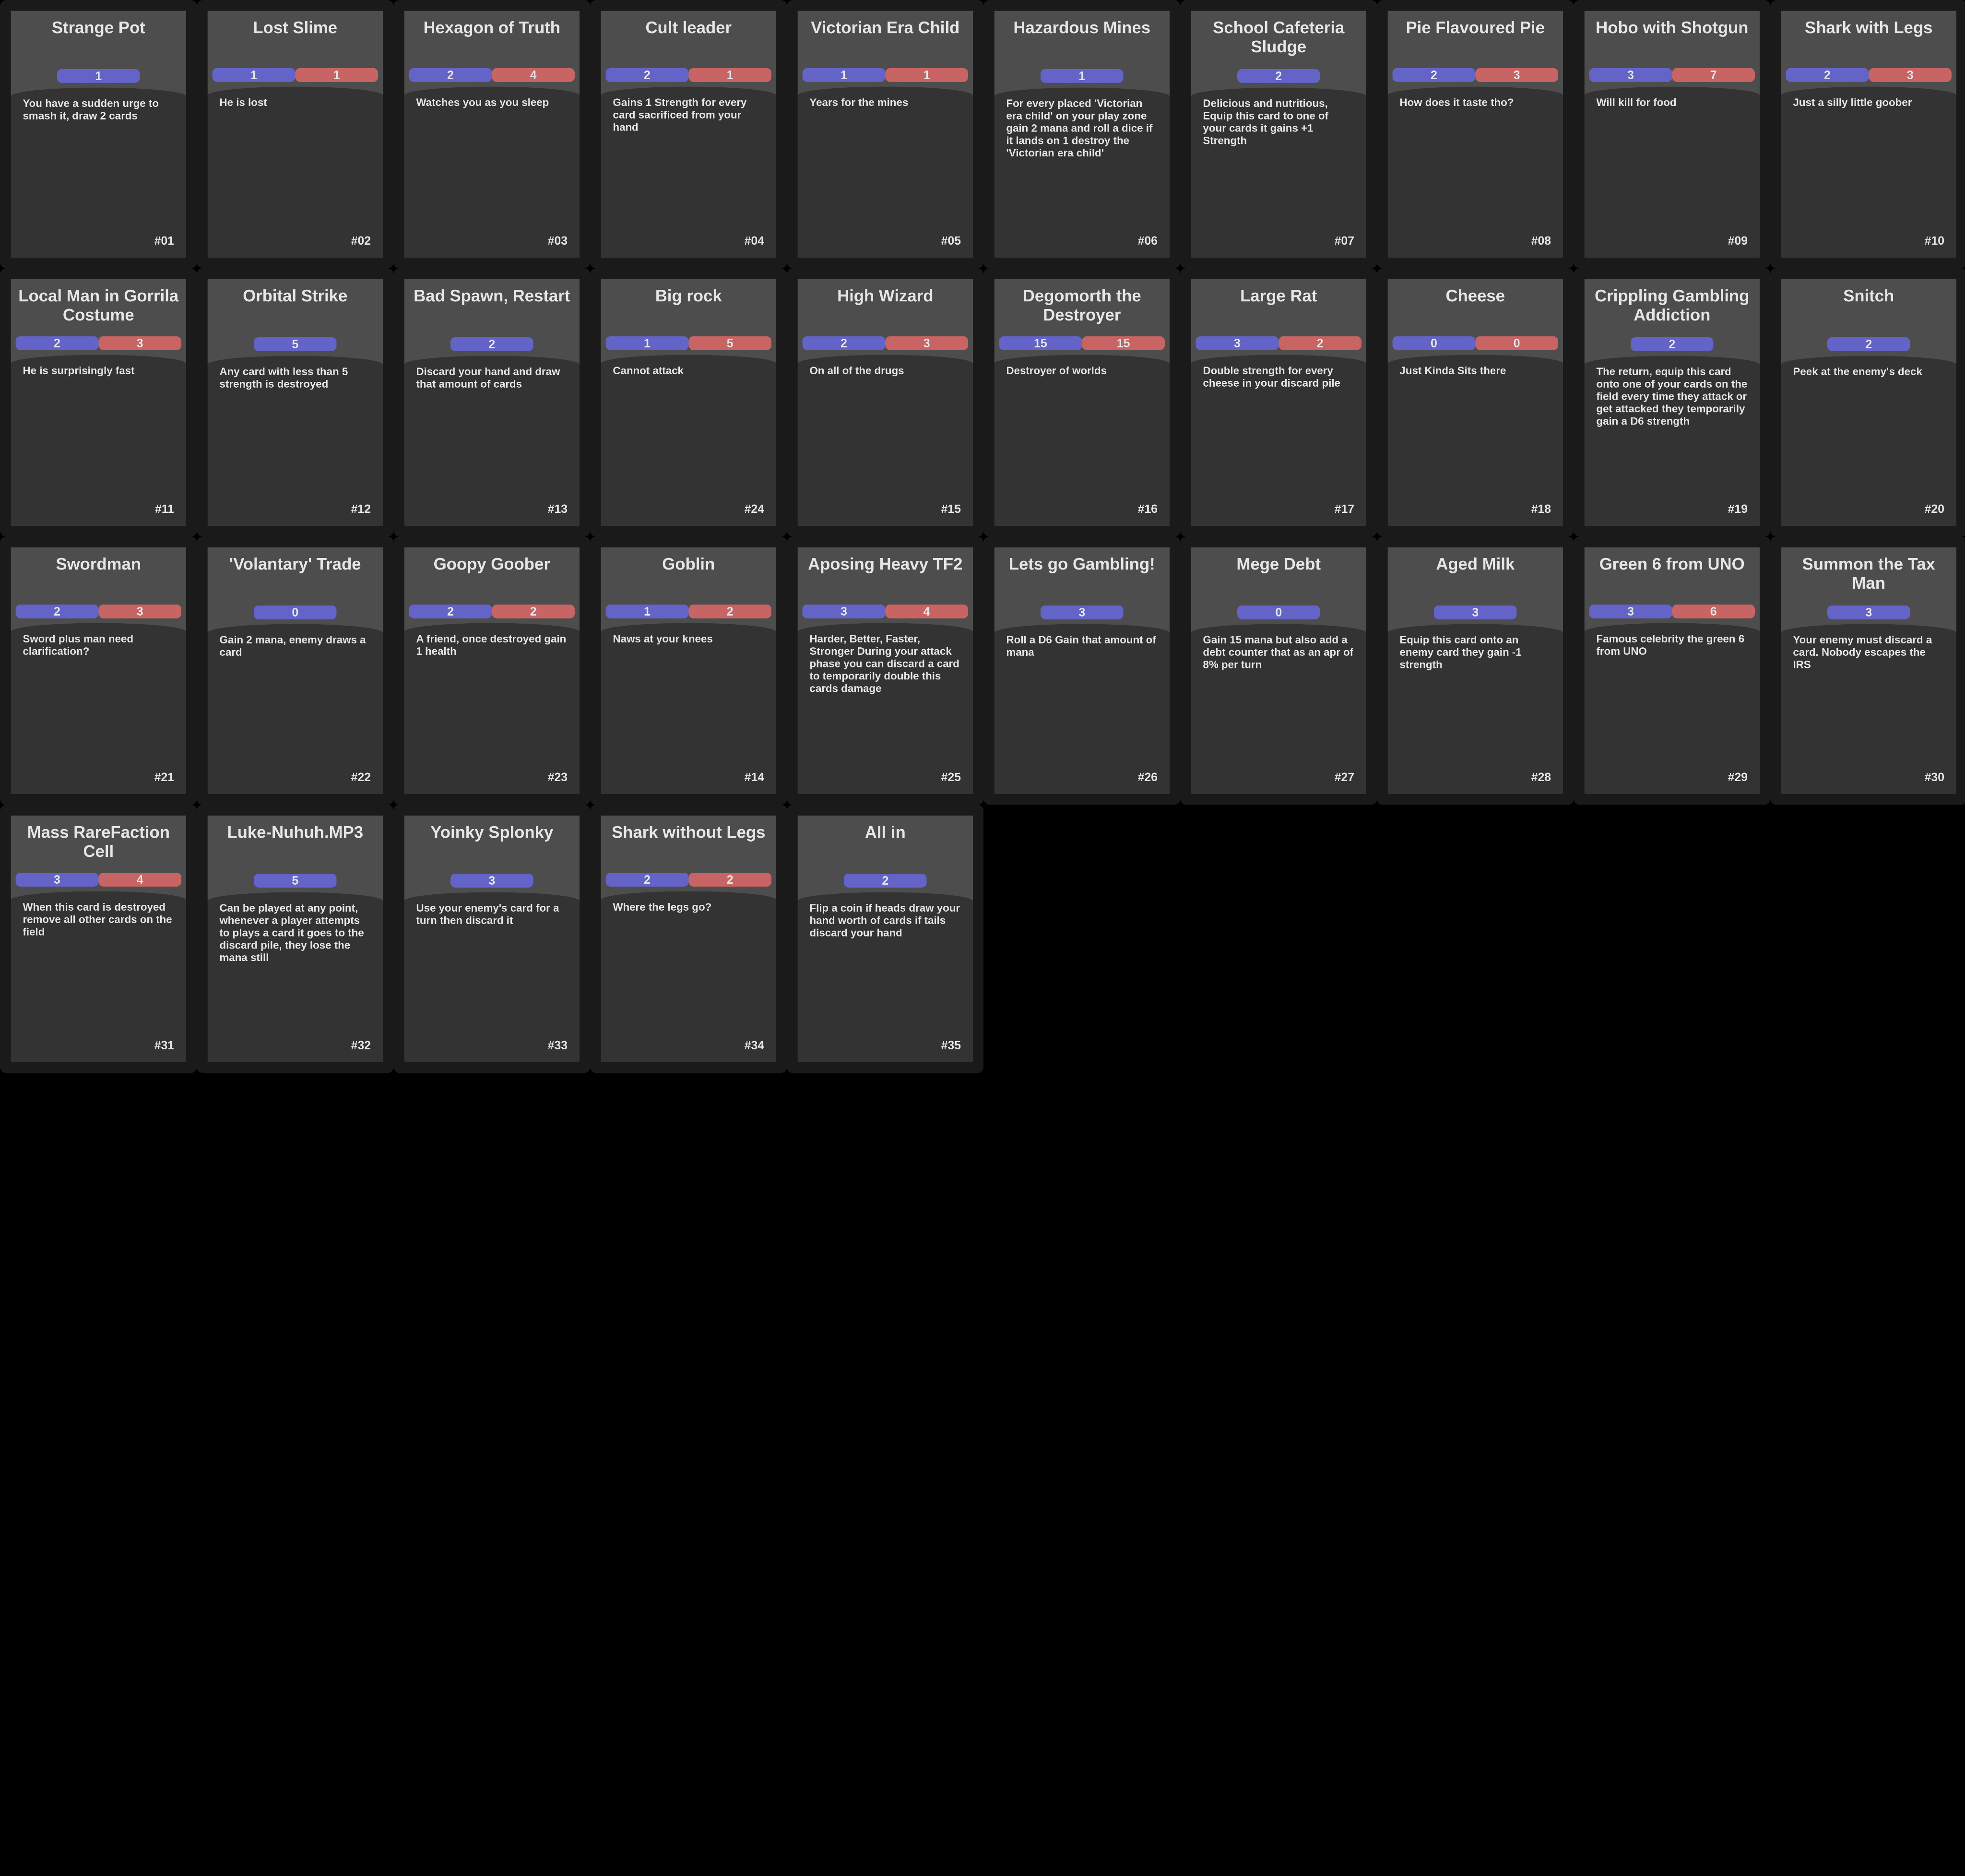 Strange Pot
1
You have a sudden urge to
smash it, draw 2 cards
#01
Lost Slime
1 1
He is lost
#02
Hexagon of Truth
2 4
Watches you as you sleep
#03
Cult leader
2 1
Gains 1 Strength for every
card sacrificed from your
hand
#04
Victorian Era Child
1 1
Years for the mines
#05
Hazardous Mines
1
For every placed 'Victorian
era child' on your play zone
gain 2 mana and roll a dice if
it lands on 1 destroy the
'Victorian era child'
#06
School Cafeteria
Sludge
2
Delicious and nutritious,
Equip this card to one of
your cards it gains +1
Strength
#07
Pie Flavoured Pie
2 3
How does it taste tho?
#08
Hobo with Shotgun
3 7
Will kill for food
#09
Shark with Legs
2 3
Just a silly little goober
#10
Local Man in Gorrila
Costume
2 3
He is surprisingly fast
#11
Orbital Strike
5
Any card with less than 5
strength is destroyed
#12
Bad Spawn, Restart
2
Discard your hand and draw
that amount of cards
#13
Big rock
1 5
Cannot attack
#24
High Wizard
2 3
On all of the drugs
#15
Degomorth the
Destroyer
15 15
Destroyer of worlds
#16
Large Rat
3 2
Double strength for every
cheese in your discard pile
#17
Cheese
0 0
Just Kinda Sits there
#18
Crippling Gambling
Addiction
2
The return, equip this card
onto one of your cards on the
field every time they attack or
get attacked they temporarily
gain a D6 strength
#19
Snitch
2
Peek at the enemy's deck
#20
Swordman
2 3
Sword plus man need
clarification?
#21
'Volantary' Trade
0
Gain 2 mana, enemy draws a
card
#22
Goopy Goober
2 2
A friend, once destroyed gain
1 health
#23
Goblin
1 2
Naws at your knees
#14
Aposing Heavy TF2
3 4
Harder, Better, Faster,
Stronger During your attack
phase you can discard a card
to temporarily double this
cards damage
#25
Lets go Gambling!
3
Roll a D6 Gain that amount of
mana
#26
Mege Debt
0
Gain 15 mana but also add a
debt counter that as an apr of
8% per turn
#27
Aged Milk
3
Equip this card onto an
enemy card they gain -1
strength
#28
Green 6 from UNO
3 6
Famous celebrity the green 6
from UNO
#29
Summon the Tax
Man
3
Your enemy must discard a
card. Nobody escapes the
IRS
#30
Mass RareFaction
Cell
3 4
When this card is destroyed
remove all other cards on the
field
#31
Luke-Nuhuh.MP3
5
Can be played at any point,
whenever a player attempts
to plays a card it goes to the
discard pile, they lose the
mana still
#32
Yoinky Splonky
3
Use your enemy's card for a
turn then discard it
#33
Shark without Legs
2 2
Where the legs go?
#34
All in
2
Flip a coin if heads draw your
hand worth of cards if tails
discard your hand
#35